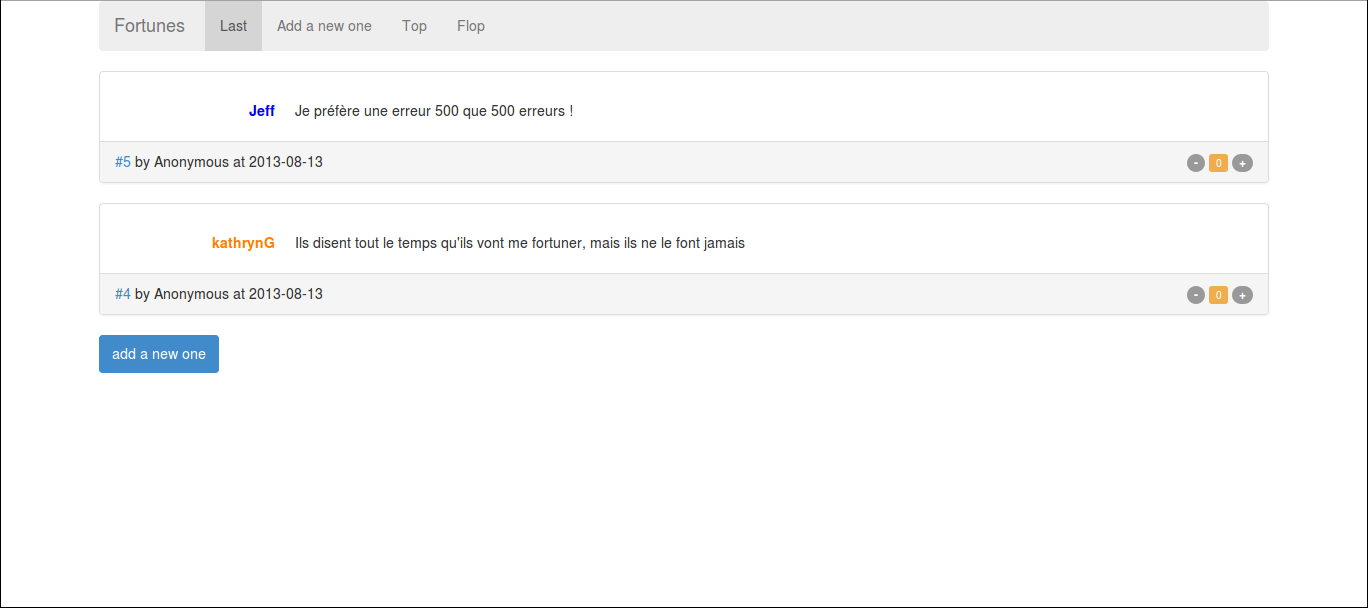 Fortunes Last Add a new one Top Flop
Jeff Je préfère une erreur 500 que 500 erreurs !
#5 by Anonymous at 2013-08-13 - 0 +
kathrynG Ils disent tout le temps qu'ils vont me fortuner, mais ils ne le font jamais
#4 by Anonymous at 2013-08-13 - 0 +
add a new one